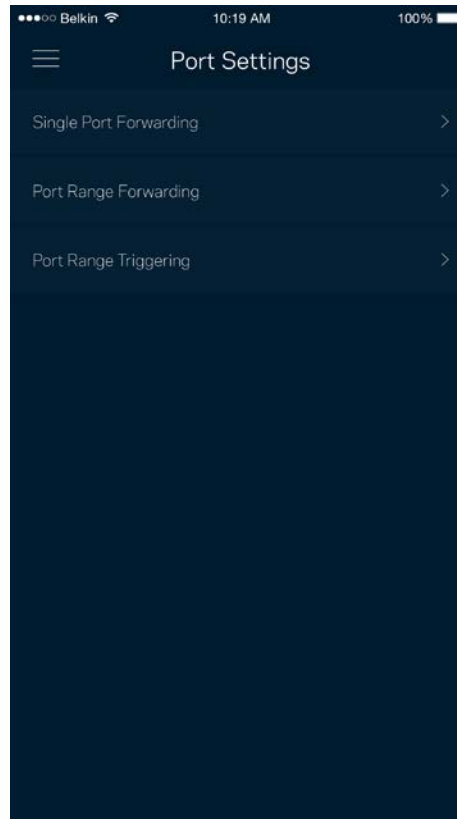 Belkin 10:19 AM 100%
Port Settings
Single Port Forwarding
Port Range Forwarding
Port Range Triggering